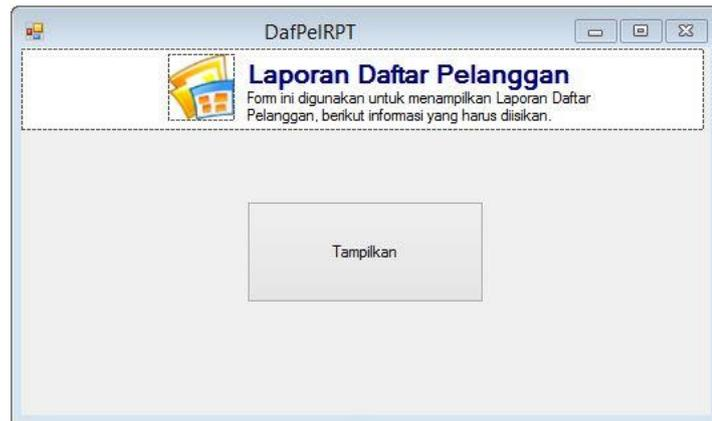 DafPelRPT
Laporan Daftar Pelanggan
Form ini digunakan untuk menampilkan Laporan Daftar
Pelanggan, berikut informasi yang harus diisikan.
Tampilkan